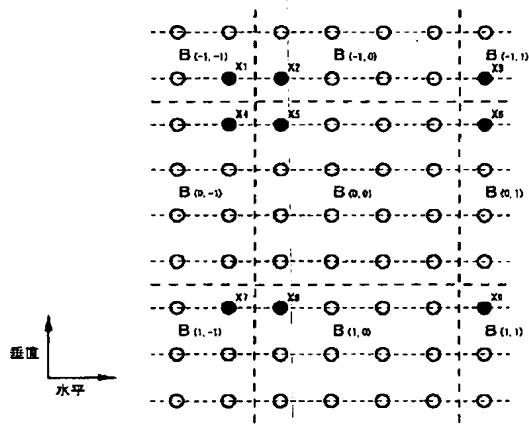 B (-1,-1) B (-1,0) B (-1,1)
X1 X2 X3
X4 X5 X6
B (0,-1) B (0,0) B (0,1)
X7 X8 X9
B (1,-1) B (1,0) B (1,1)
垂直
水平